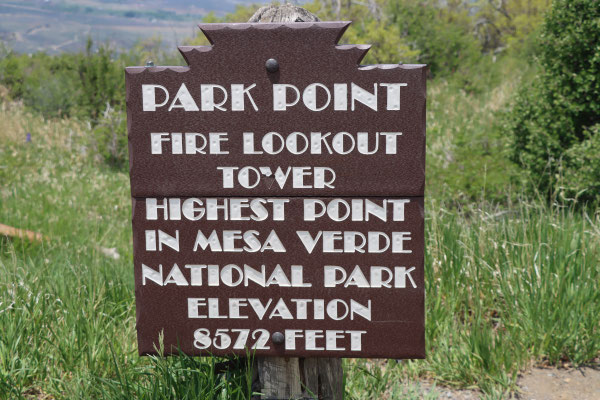 PARK POINT
FIRE LOOKOUT
TOWER
HIGHEST POINT
IN MESA VERDE
NATIONAL PARK
ELEVATION
8572 FEET